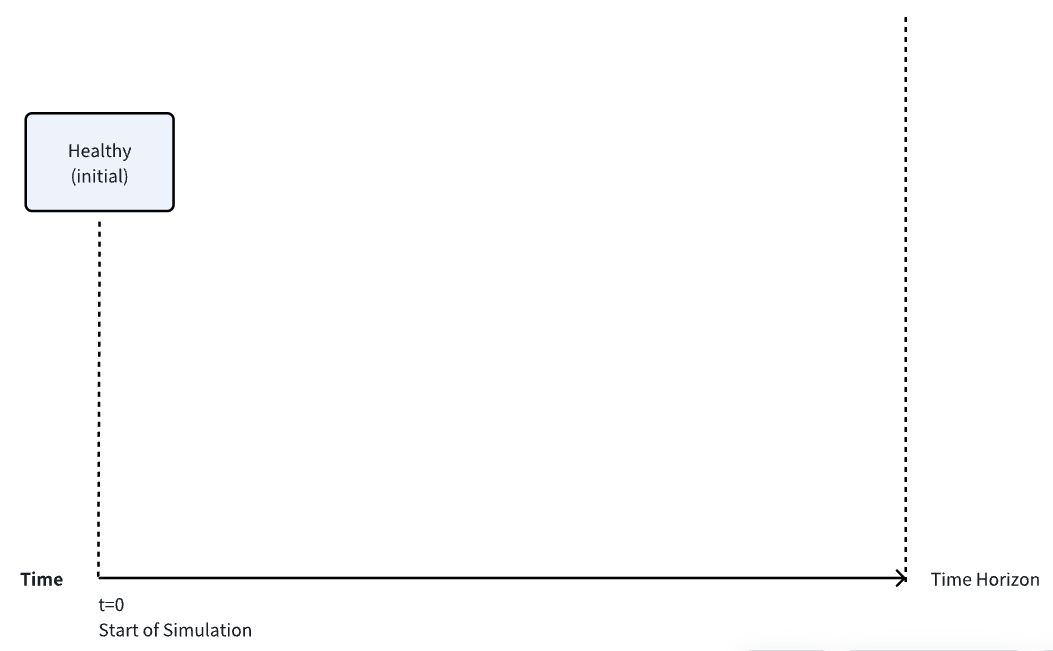 Healthy
(initial)
Time
Time Horizon
t=0
Start of Simulation